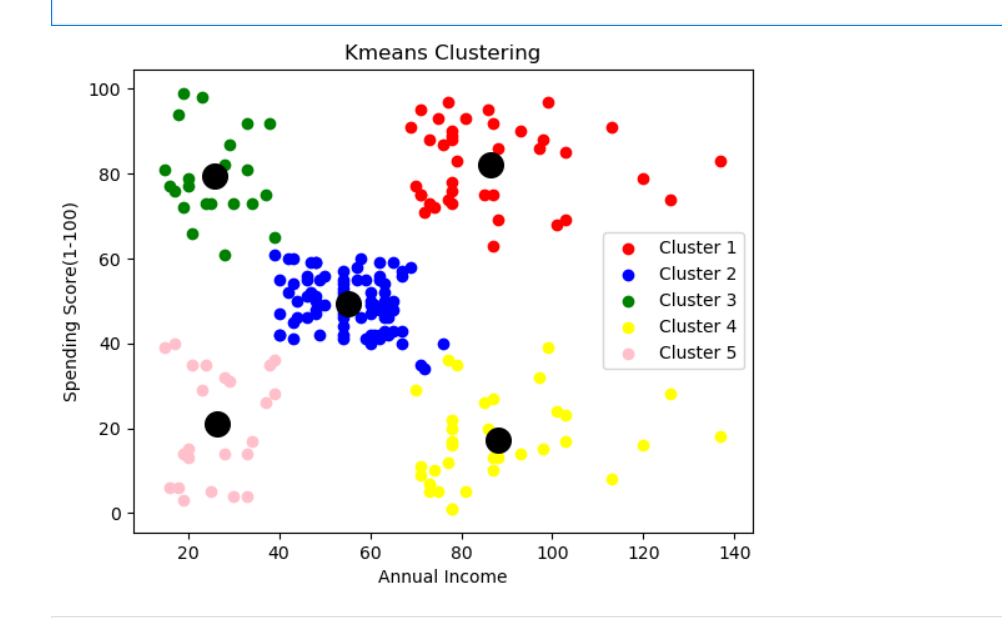 Kmeans Clustering
100
80
60
40
20
0
Spending Score(1-100)
20 40 60 80 100 120 140
Annual Income
Cluster 1
Cluster 2
Cluster 3
Cluster 4
Cluster 5